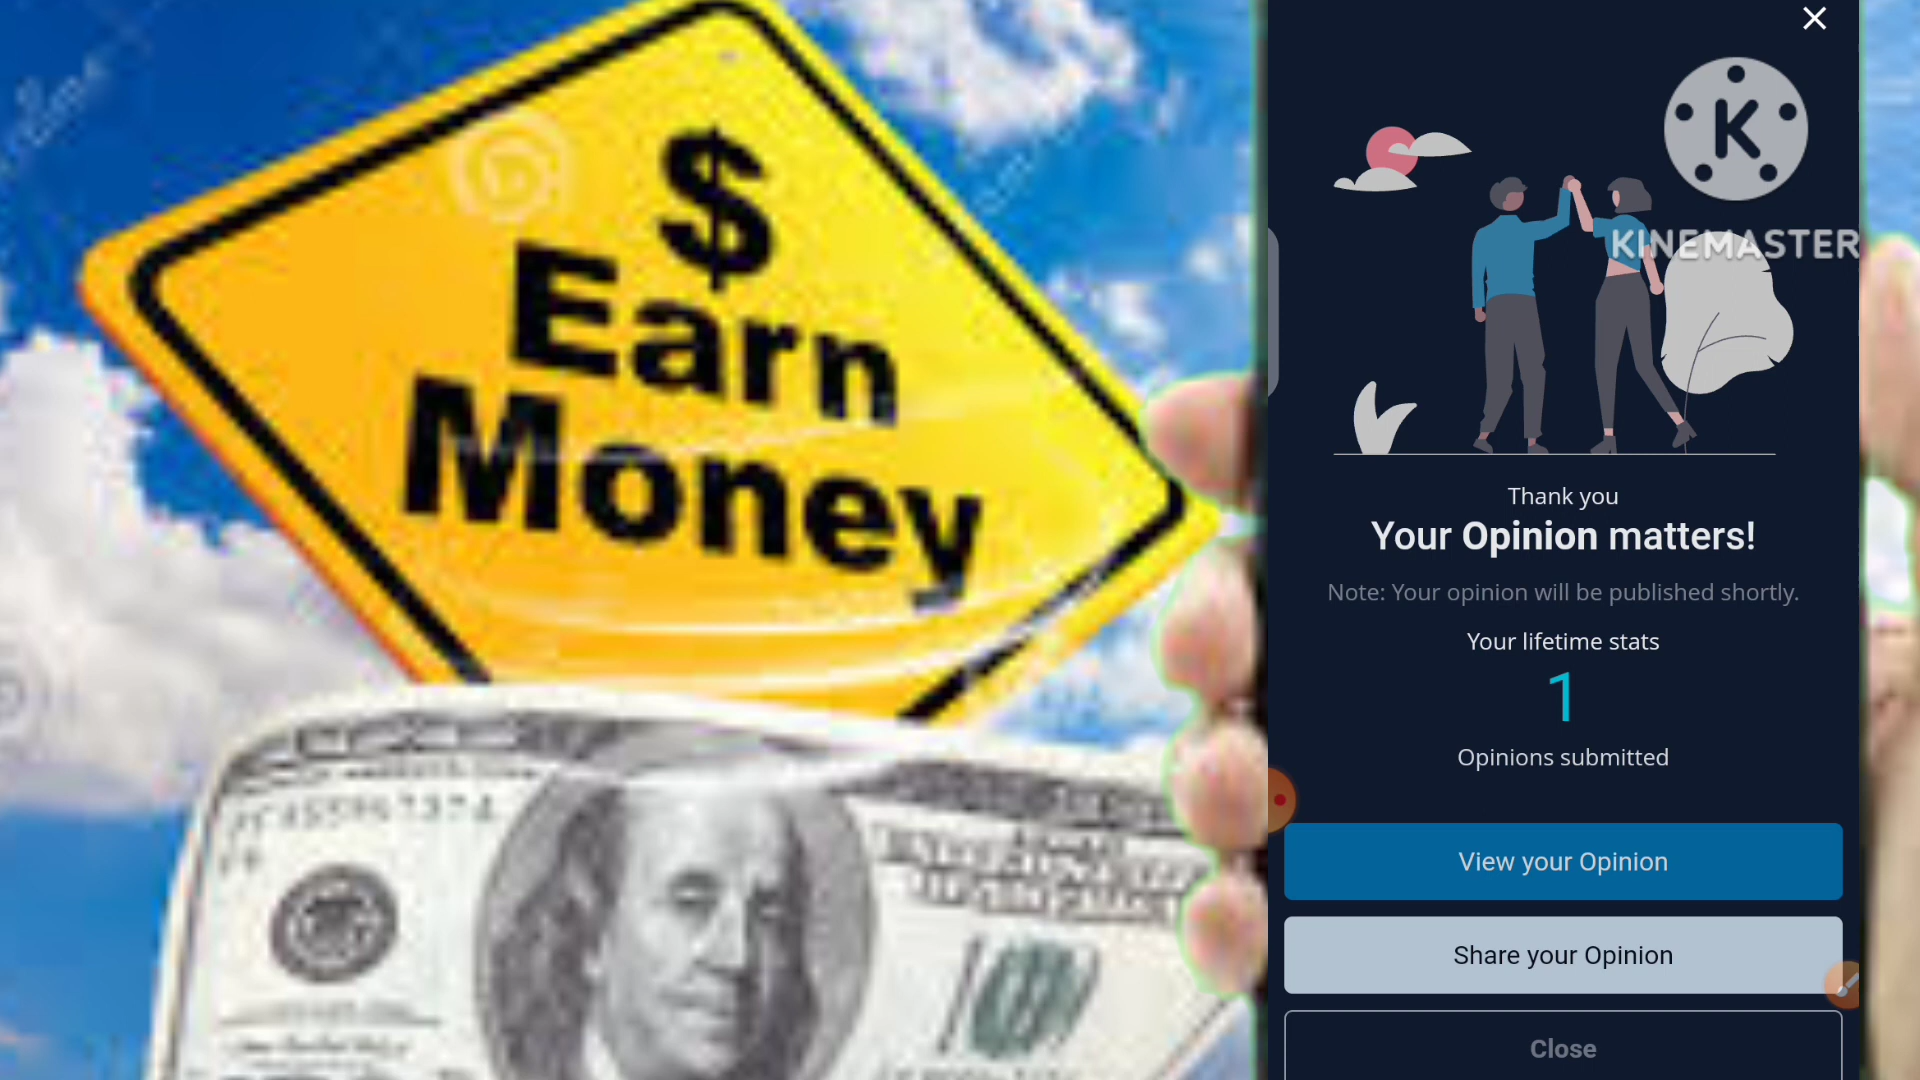 $
Earn
Money
K
KINEMASTER
Thank you
Your Opinion matters!
Note: Your opinion will be published shortly.
Your lifetime stats
1
Opinions submitted
View your Opinion
Share your Opinion
Close